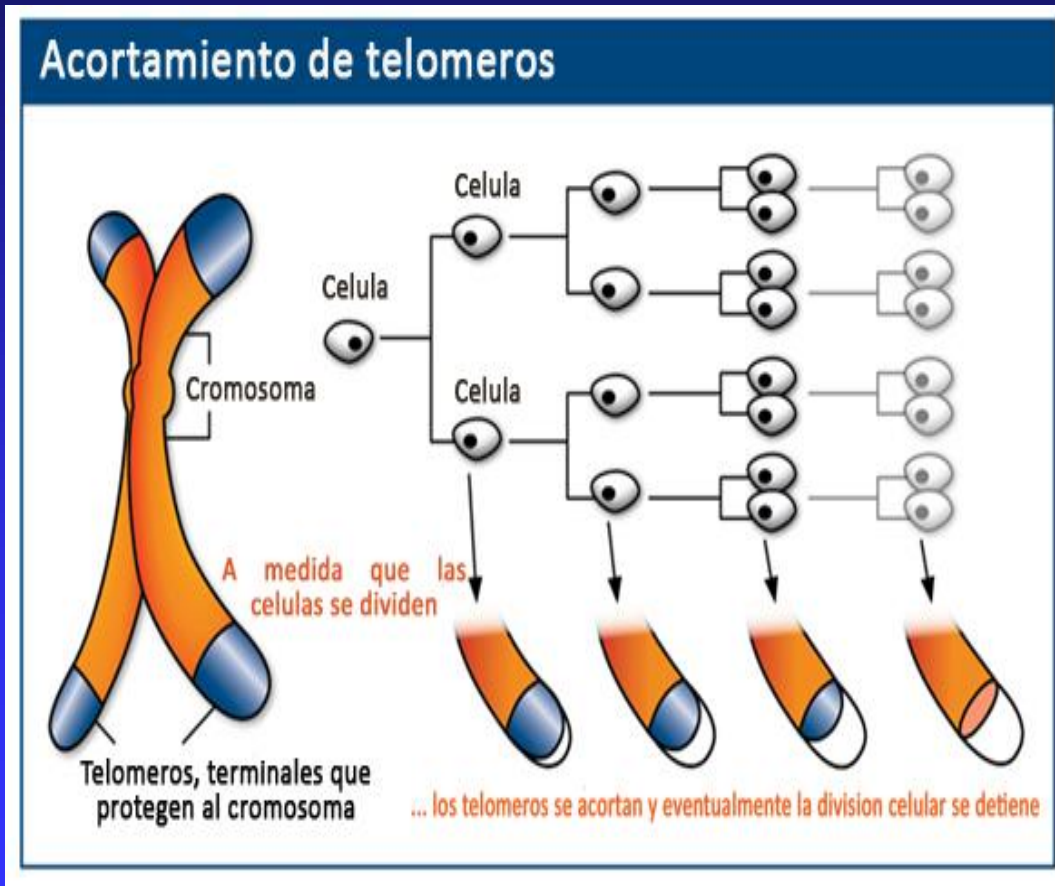 Acortamiento de telomeros
Celula
Celula
Cromosoma
Celula
A medida que las
celulas se dividen
Telomeros, terminales que
protegen al cromosoma
... los telomeros se acortan y eventualmente la division celular se detiene